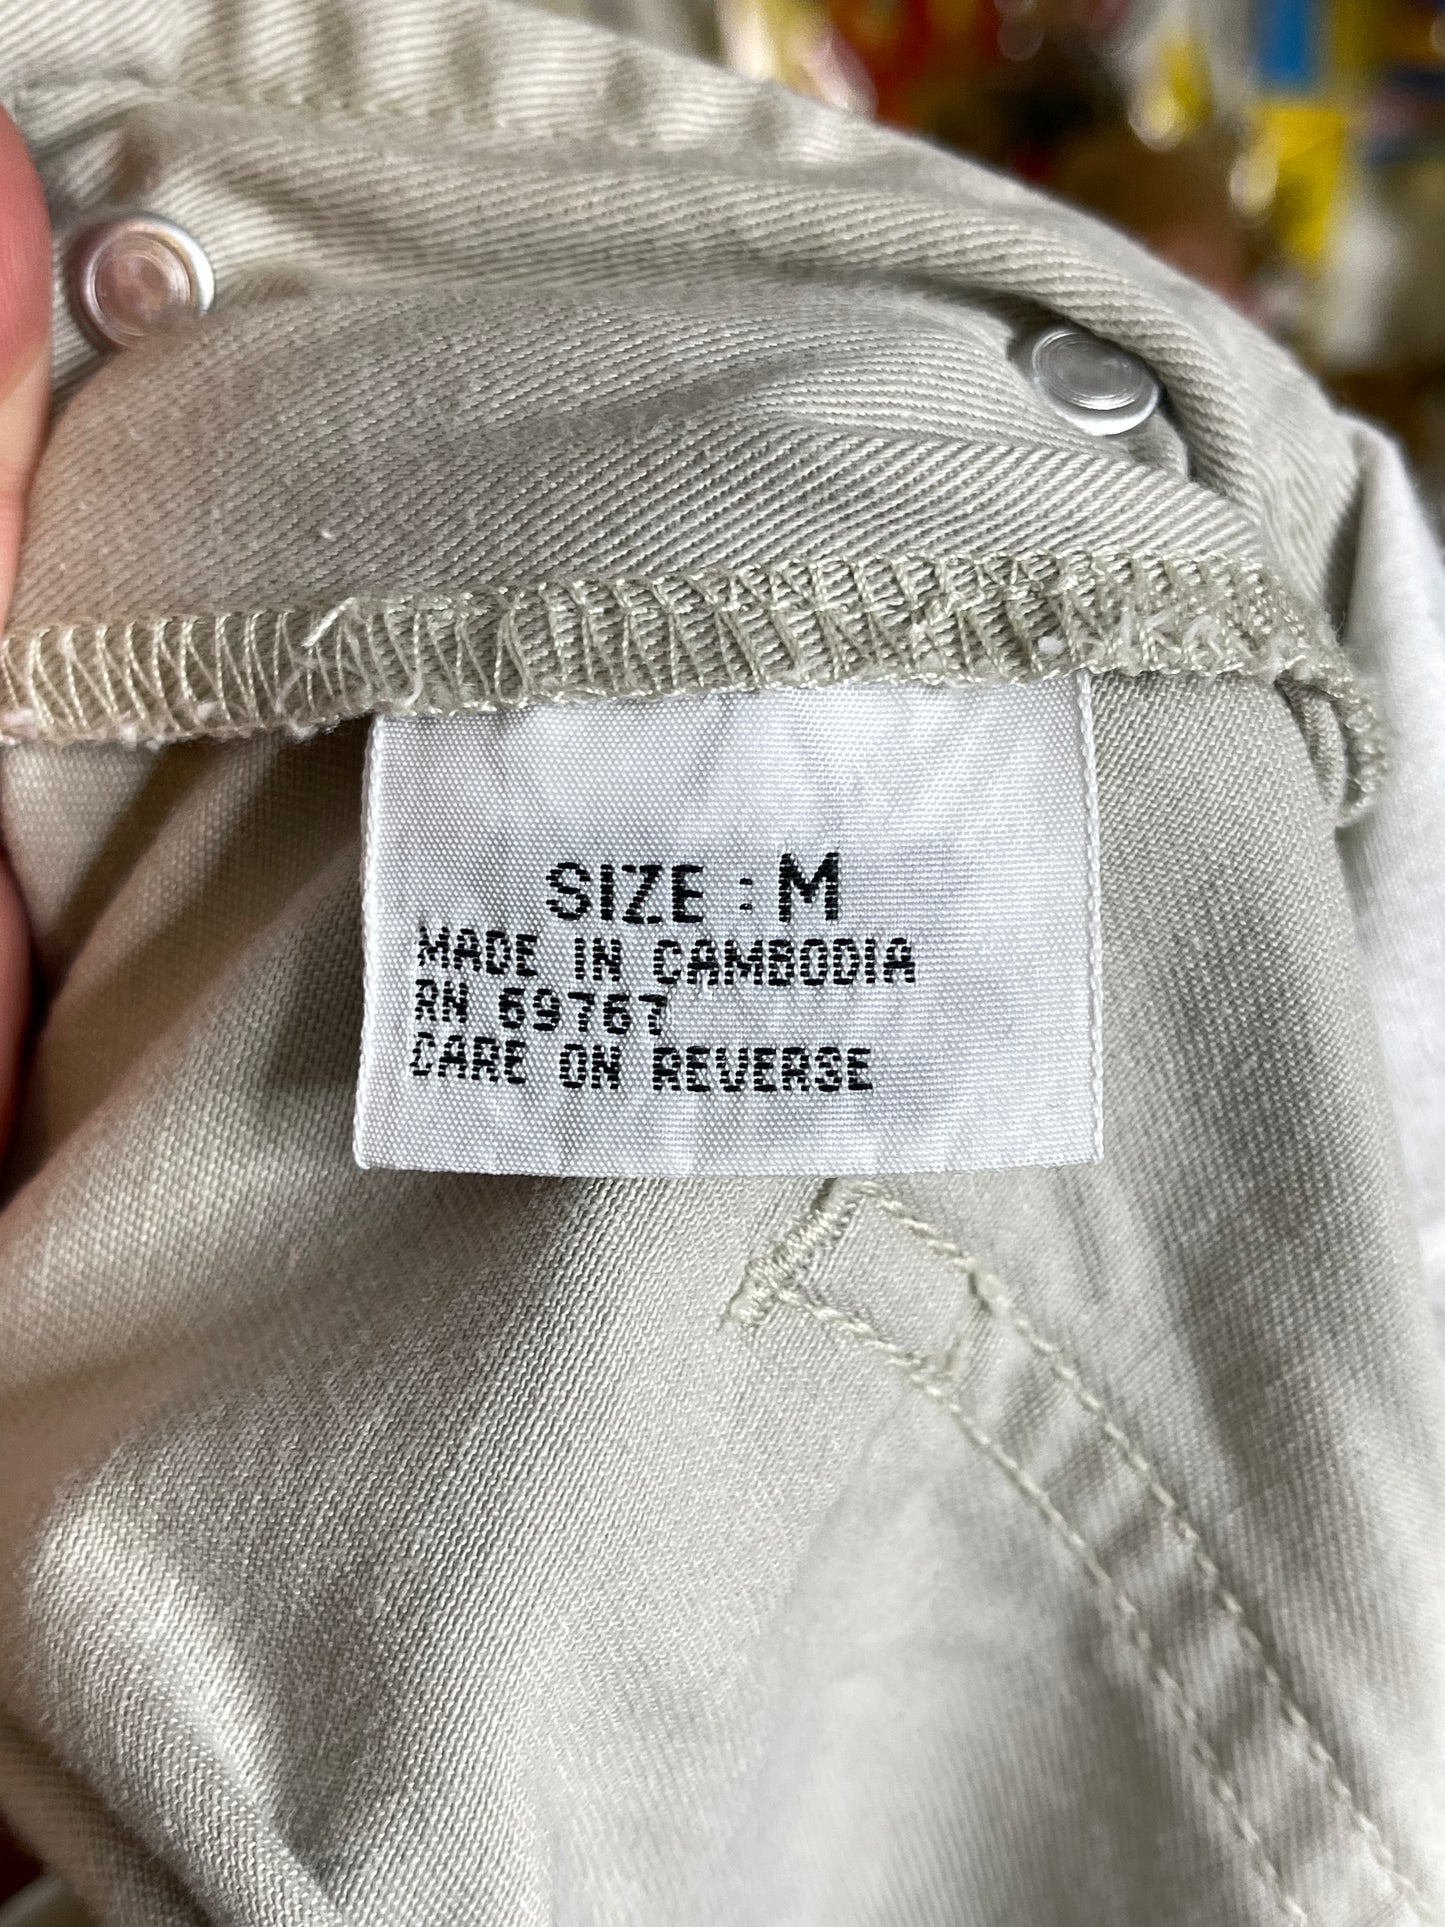 SIZE : M
MADE IN CAMBODIA
RN 69767
CARE ON REVERSE